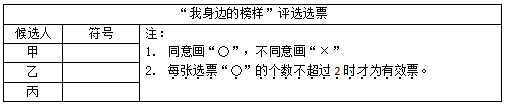 “我身边的榜样”评选选票
候选人 符号 注：
甲 1. 同意画“○”，不同意画“×”
乙 2. 每张选票“○”的个数不超过2时才为有效票。
丙